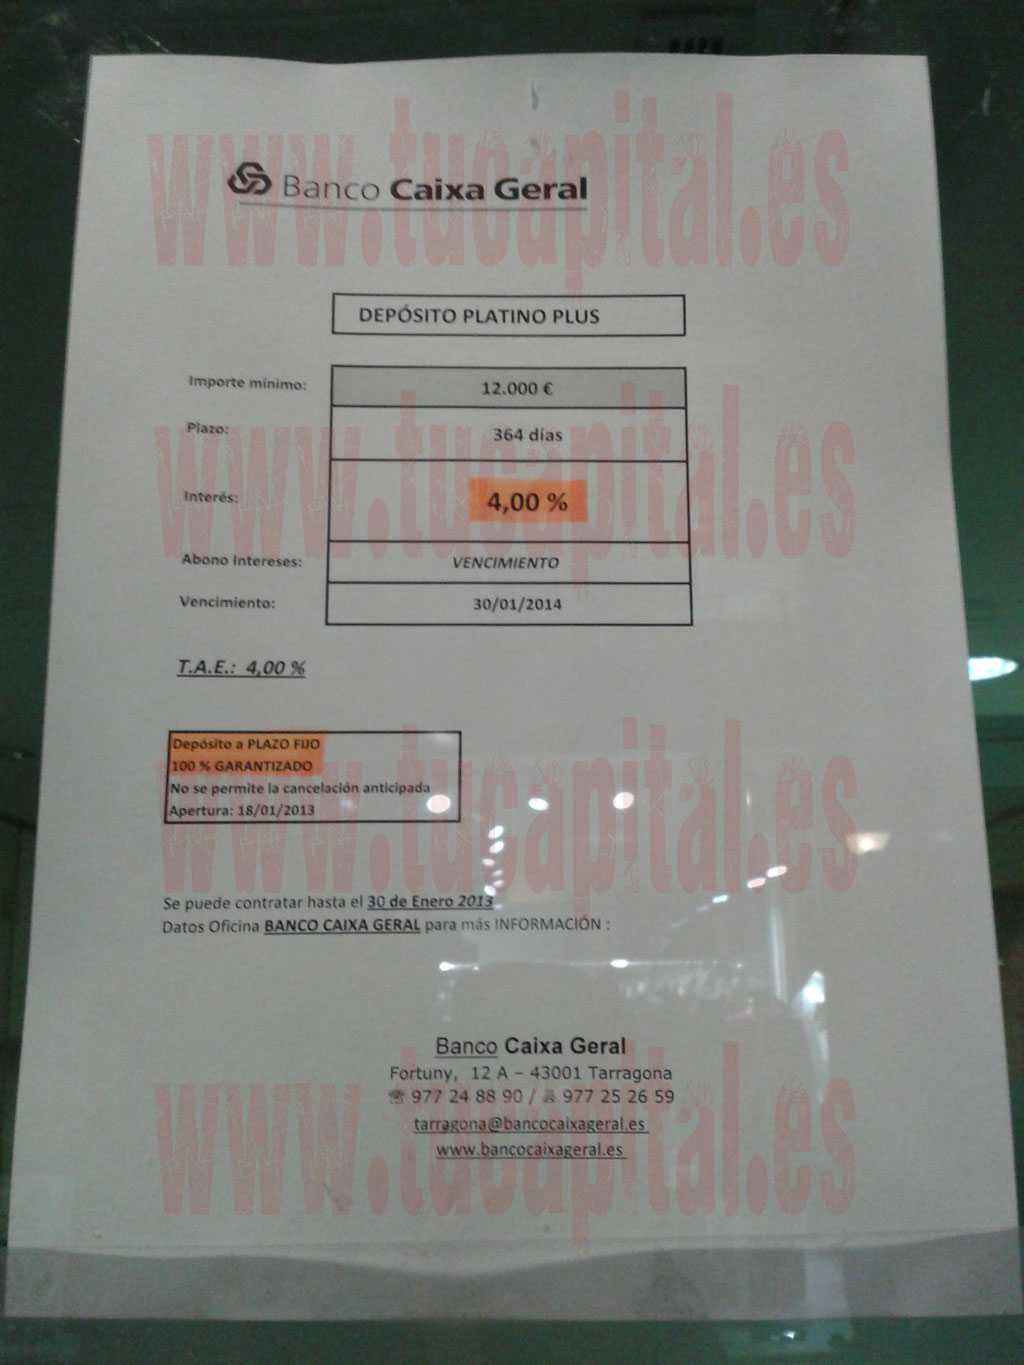 www.tucapital.es
Banco Caixa Geral
DEPÓSITO PLATINO PLUS
Importe mínimo: 12.000 €
Plazo: 364 días
www.tucapital.es
Interés: 4,00 %
Abono Intereses: VENCIMIENTO
Vencimiento: 30/01/2014
T.A.E.: 4,00 %
Depósito a PLAZO FIJO
100 % GARANTIZADO
No se permite la cancelación anticipada
Apertura: 18/01/2013
www.tucapital.es
Se puede contratar hasta el 30 de Enero 2013
Datos Oficina BANCO CAIXA GERAL para más INFORMACIÓN :
Banco Caixa Geral
Fortuny, 12 A – 43001 Tarragona
☏ 977 24 88 90 / 977 25 26 59
tarragona@bancocaixageral.es
www.bancocaixageral.es
www.tucapital.es